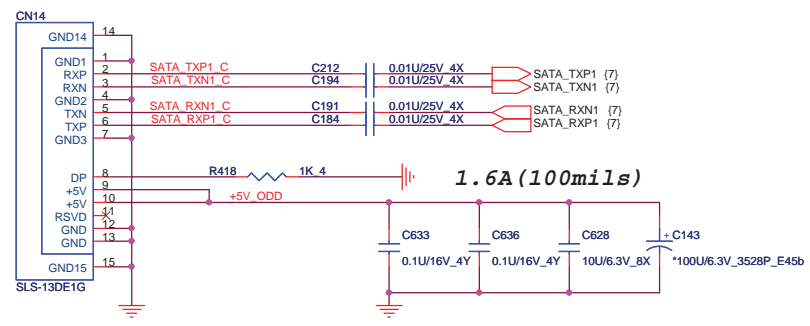 CN14
GND14 14
GND1 1
RXP 2 SATA_TXP1_C C212 0.01U/25V_4X SATA_TXP1 {7}
RXN 3 SATA_TXN1_C C194 0.01U/25V_4X SATA_TXN1 {7}
GND2 4
TXN 5 SATA_RXN1_C C191 0.01U/25V_4X SATA_RXN1 {7}
TXP 6 SATA_RXP1_C C184 0.01U/25V_4X SATA_RXP1 {7}
GND3 7
DP 8 R418 1K_4
1.6A(100mils)
+5V 9
+5V 10 +5V_ODD
RSVD 11
GND 12
GND 13
C633 C636 C628 + C143
0.1U/16V_4Y 0.1U/16V_4Y 10U/6.3V_8X *100U/6.3V_3528P_E45b
GND15 15
SLS-13DE1G